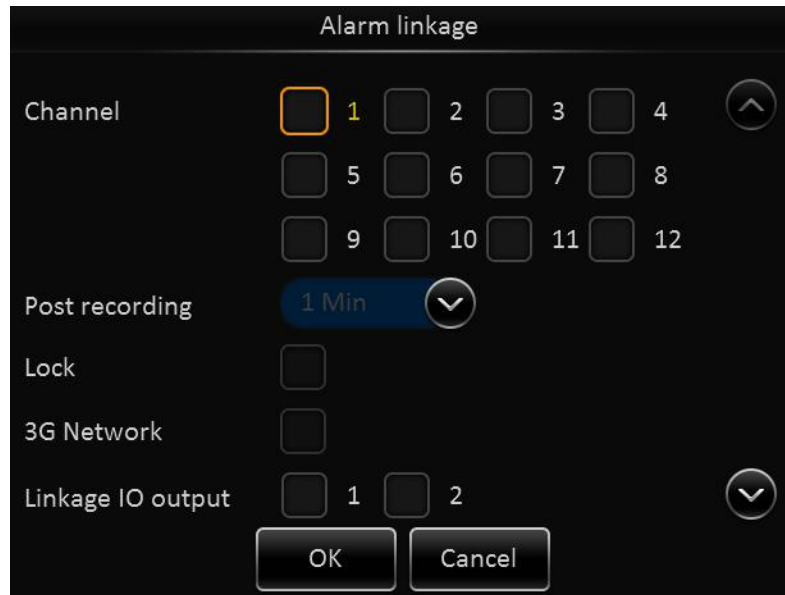 Alarm linkage
Channel 1 2 3 4
5 6 7 8
9 10 11 12
Post recording 1 Min
Lock
3G Network
Linkage IO output 1 2
OK Cancel